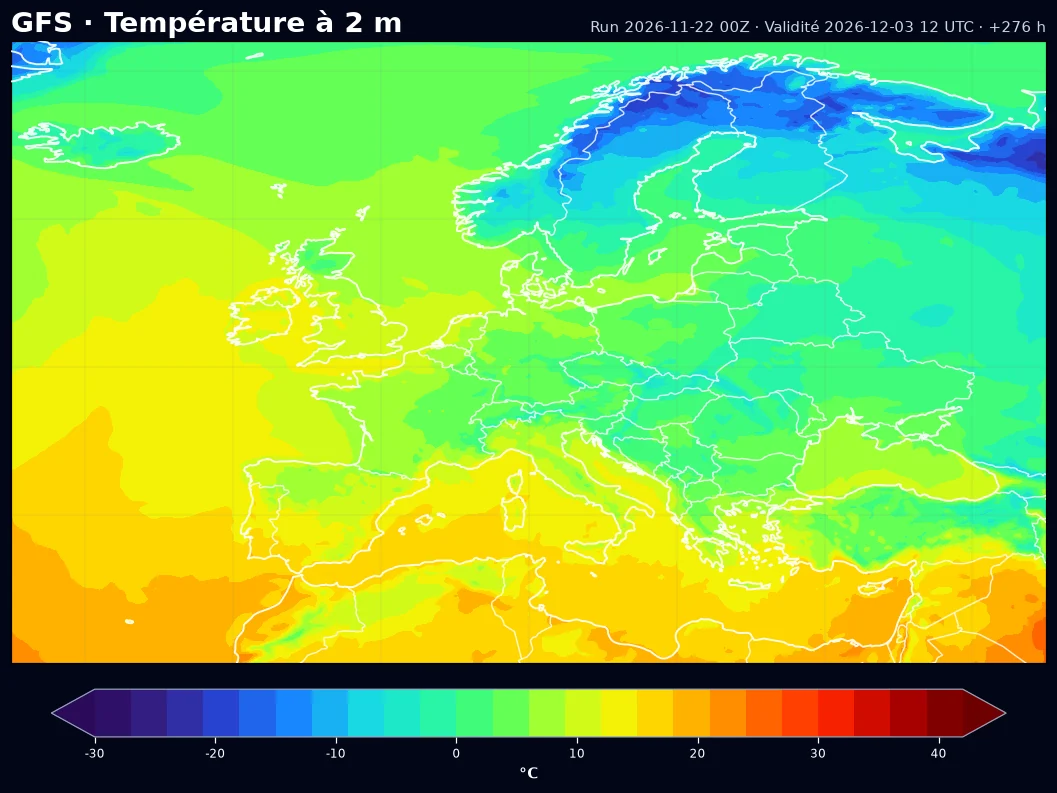 GFS · Température à 2 m
Run 2026-11-22 00Z · Validité 2026-12-03 12 UTC · +276 h
-30 -20 -10 0 10 20 30 40
°C